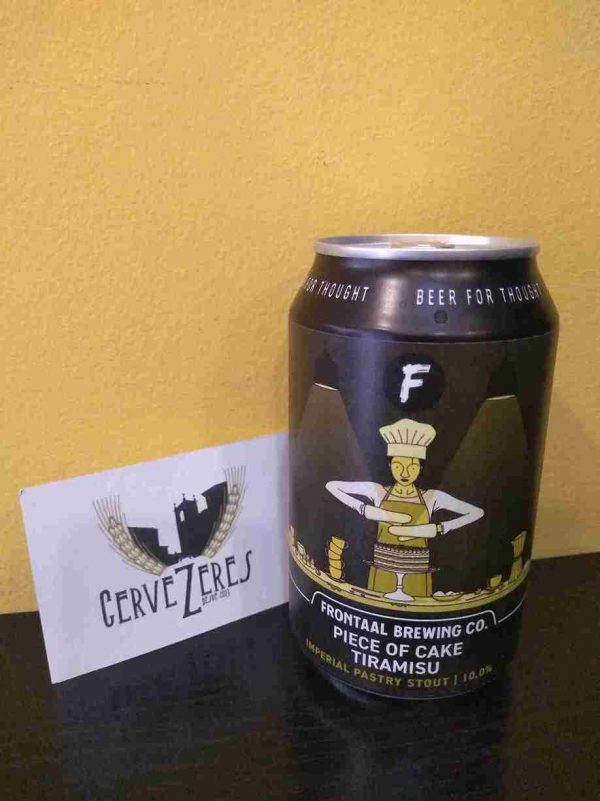 FOR THOUGHT BEER FOR THOUGHT
F
CERVEZERES
FRONTAAL BREWING CO.
PIECE OF CAKE
TIRAMISU
IMPERIAL PASTRY STOUT | 10,0%